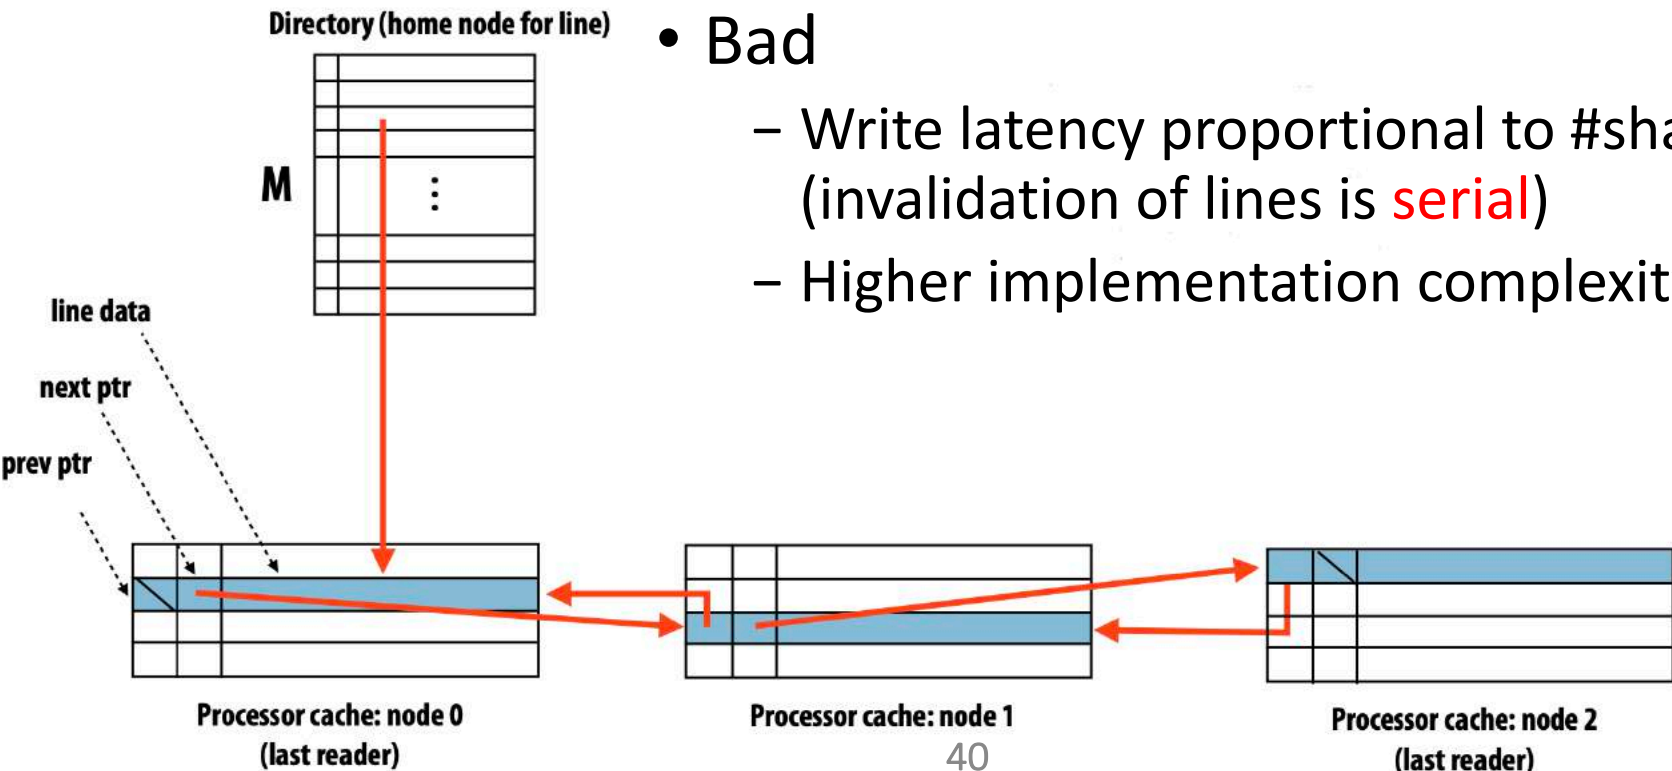 Directory (home node for line)
• Bad
– Write latency proportional to #sha
(invalidation of lines is serial)
– Higher implementation complexit
M
line data
next ptr
prev ptr
Processor cache: node 0
(last reader)
Processor cache: node 1
Processor cache: node 2
(last reader)
40